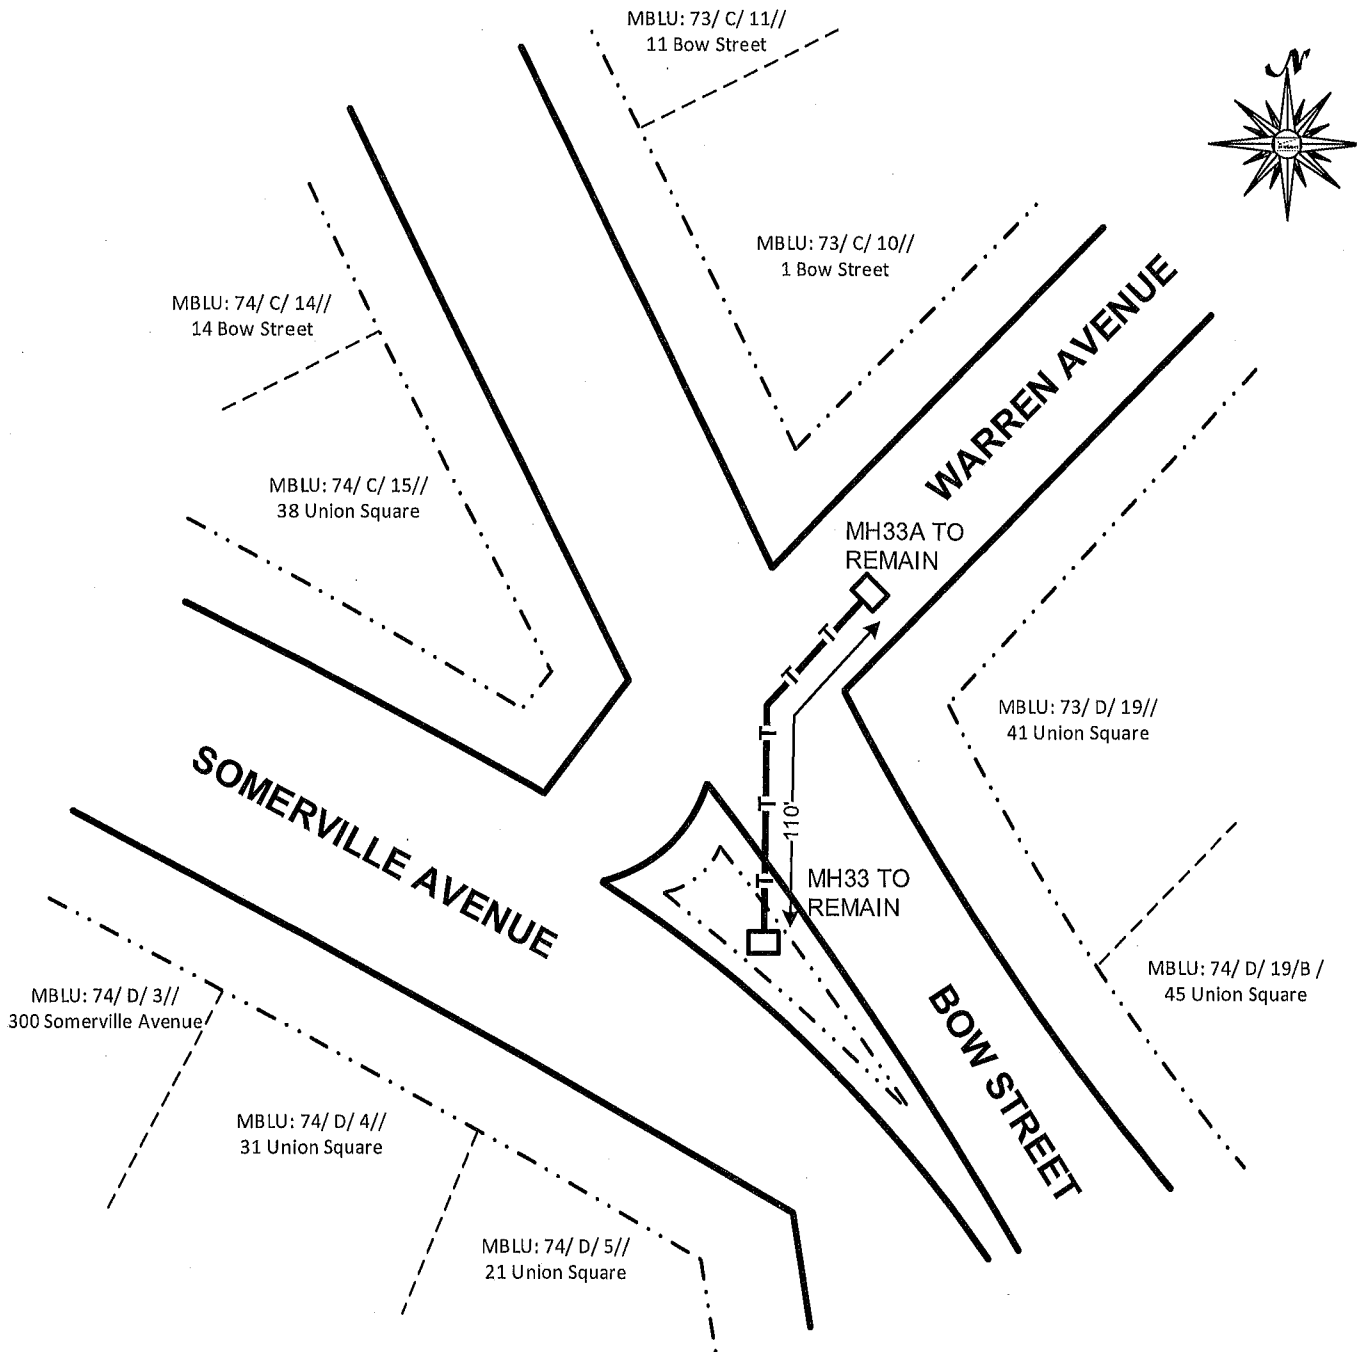 MBLU: 73/ C/ 11//
11 Bow Street
N
MBLU: 73/ C/ 10//
1 Bow Street
MBLU: 74/ C/ 14//
14 Bow Street
WARREN AVENUE
MBLU: 74/ C/ 15//
38 Union Square
MH33A TO
REMAIN
T
T
MBLU: 73/ D/ 19//
41 Union Square
T
SOMERVILLE AVENUE
T
110'
T
MH33 TO
REMAIN
MBLU: 74/ D/ 19/B /
45 Union Square
MBLU: 74/ D/ 3//
300 Somerville Avenue
BOW STREET
MBLU: 74/ D/ 4//
31 Union Square
MBLU: 74/ D/ 5//
21 Union Square